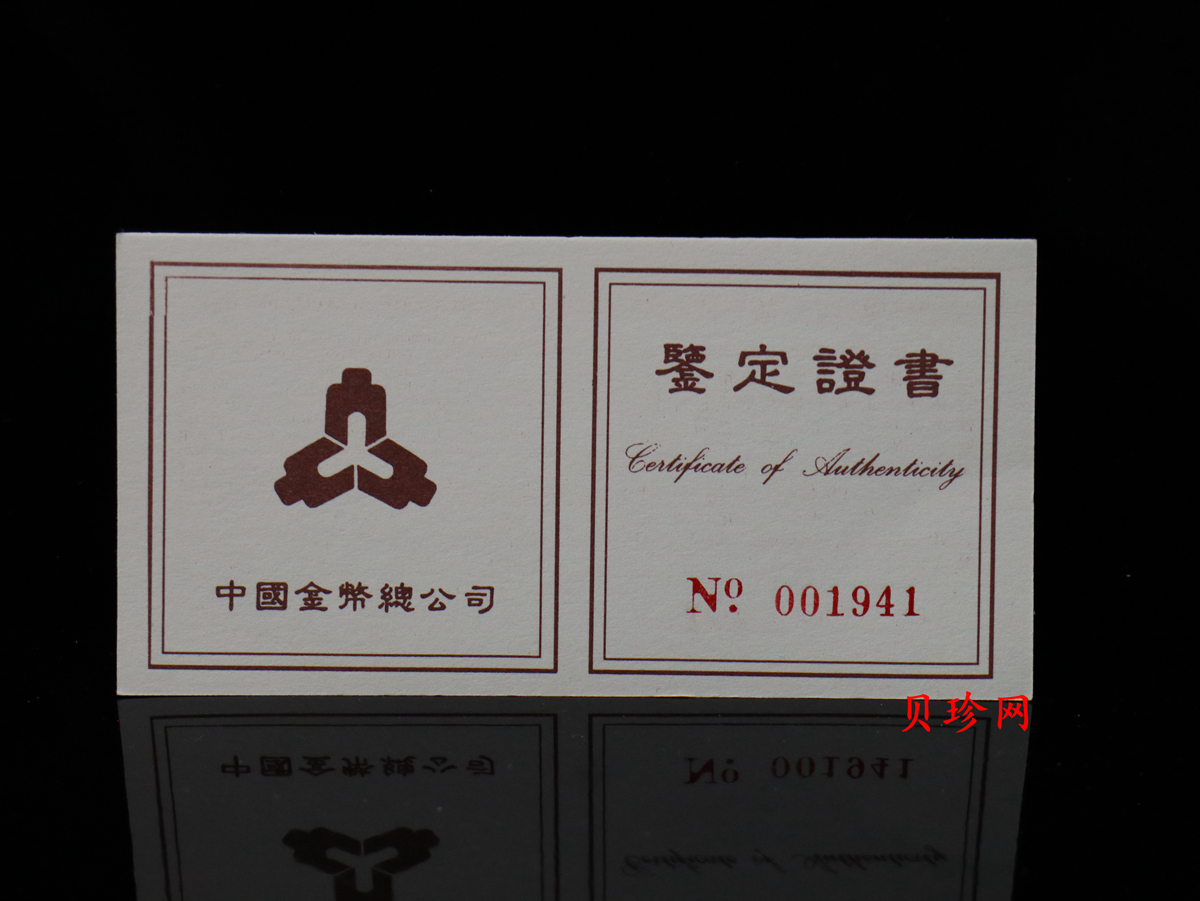 中國金幣總公司
鑒定證書
Certificate of Authenticity
No. 001941
贝珍网